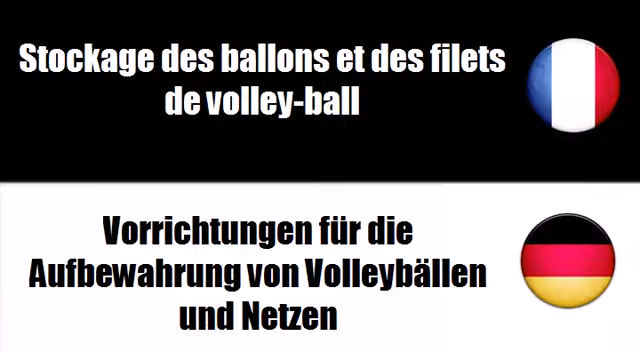 Stockage des ballons et des filets
de volley-ball
Vorrichtungen für die
Aufbewahrung von Volleybällen
und Netzen